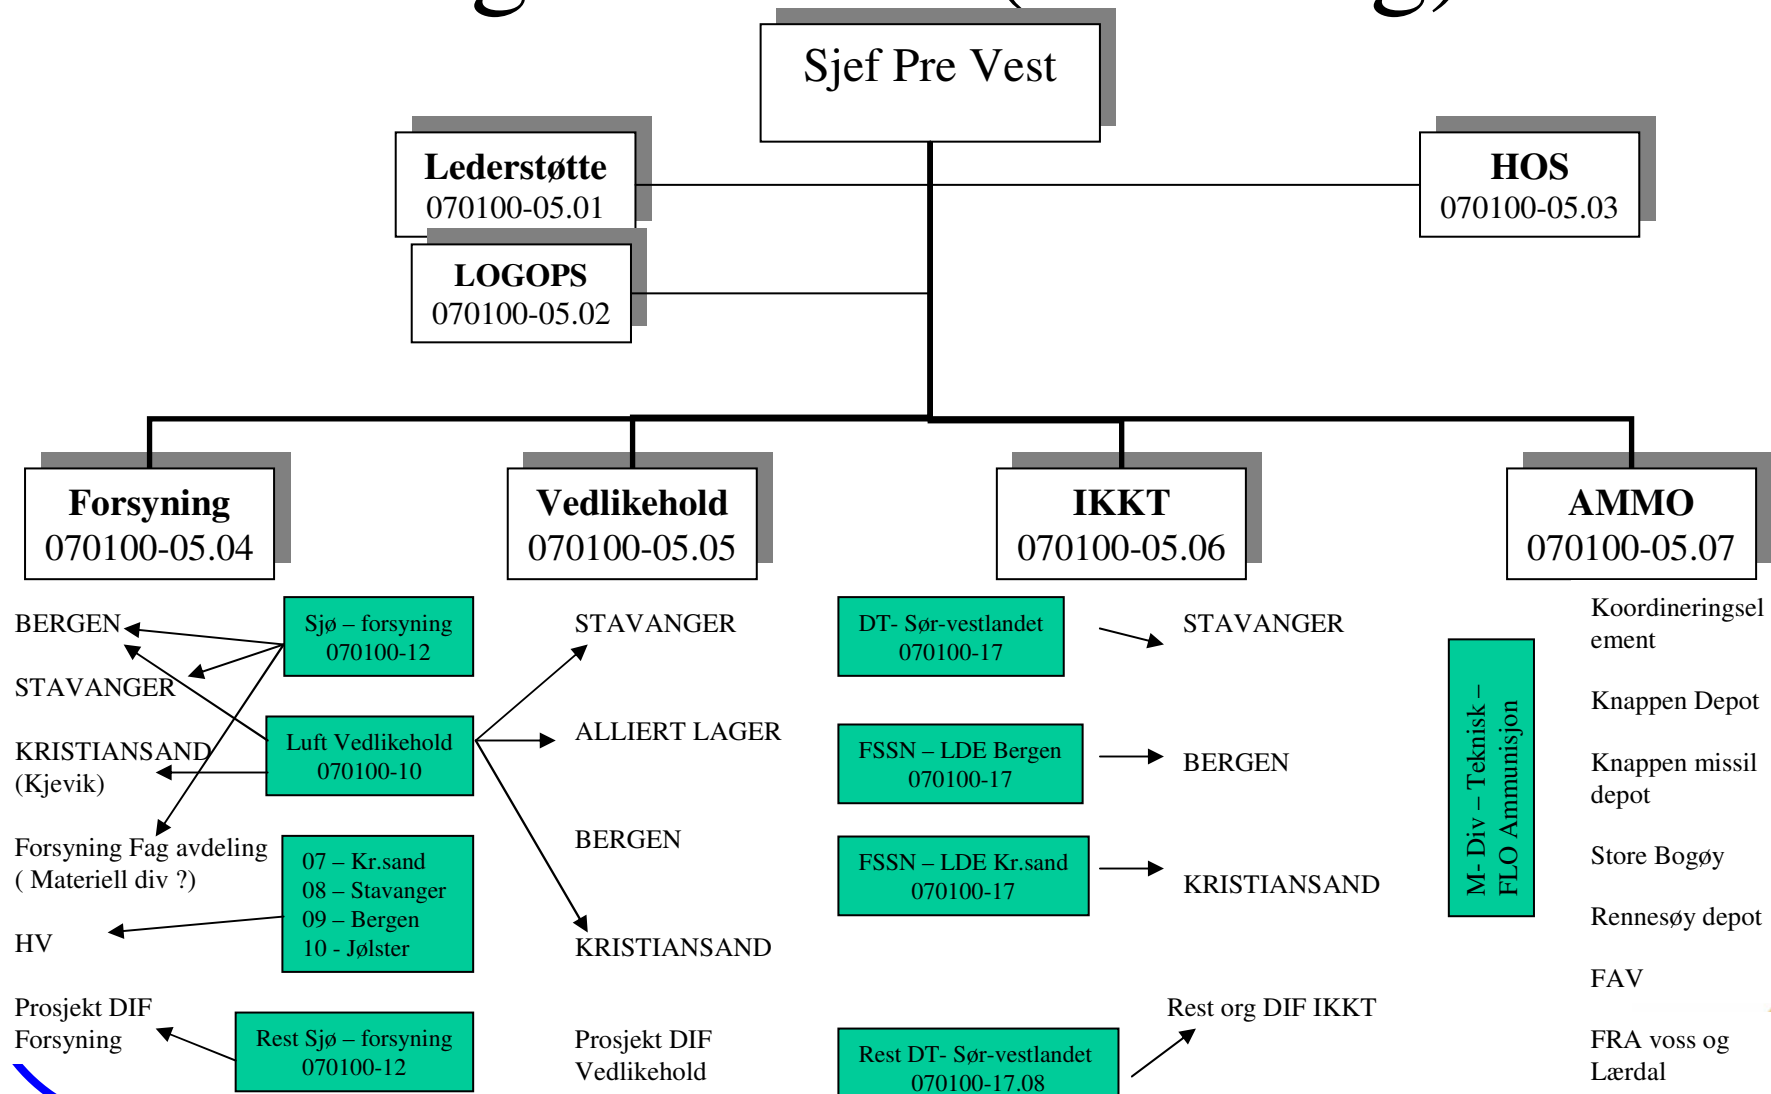 Sjef Pre Vest
Lederstøtte
070100-05.01
HOS
070100-05.03
LOGOPS
070100-05.02
Forsyning
070100-05.04
Vedlikehold
070100-05.05
IKKT
070100-05.06
AMMO
070100-05.07
BERGEN
STAVANGER
KRISTIANSAND
(Kjevik)
Forsyning Fag avdeling
( Materiell div ?)
HV
Prosjekt DIF
Forsyning
Sjø – forsyning
070100-12
Luft Vedlikehold
070100-10
07 – Kr.sand
08 – Stavanger
09 – Bergen
10 - Jølster
Rest Sjø – forsyning
070100-12
STAVANGER
ALLIERT LAGER
BERGEN
KRISTIANSAND
Prosjekt DIF
Vedlikehold
DT- Sør-vestlandet
070100-17
FSSN – LDE Bergen
070100-17
FSSN – LDE Kr.sand
070100-17
Rest DT- Sør-vestlandet
070100-17.08
STAVANGER
BERGEN
KRISTIANSAND
Rest org DIF IKKT
M- Div – Teknisk –
FLO Ammunisjon
Koordineringsel
ement
Knappen Depot
Knappen missil
depot
Store Bogøy
Rennesøy depot
FAV
FRA voss og
Lærdal